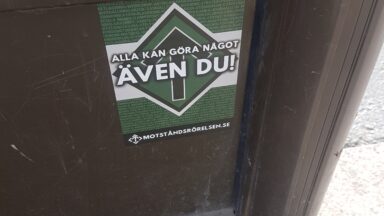 ALLA KAN GÖRA NÅGOT
ÄVEN DU!
MOTSTÅNDSRÖRELSEN.SE